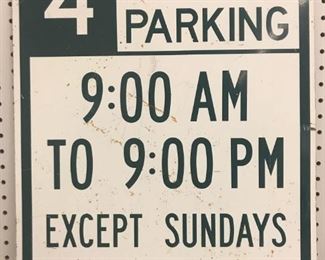 4 PARKING
9:00 AM
TO 9:00 PM
EXCEPT SUNDAYS